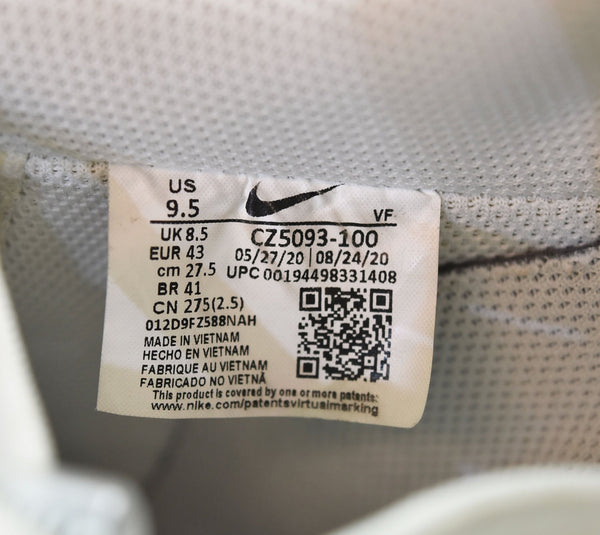 US
9.5
VF
UK 8.5
CZ5093-100
EUR 43
05/27/20 | 08/24/20
cm 27.5
UPC 00194498331408
BR 41
CN 275(2.5)
012D9FZ588NAH
MADE IN VIETNAM
HECHO EN VIETNAM
FABRIQUE AU VIETNAM
FABRICADO NO VIETNÃ
This product is covered by one or more patents:
www.nike.com/patentsvirtualmarking